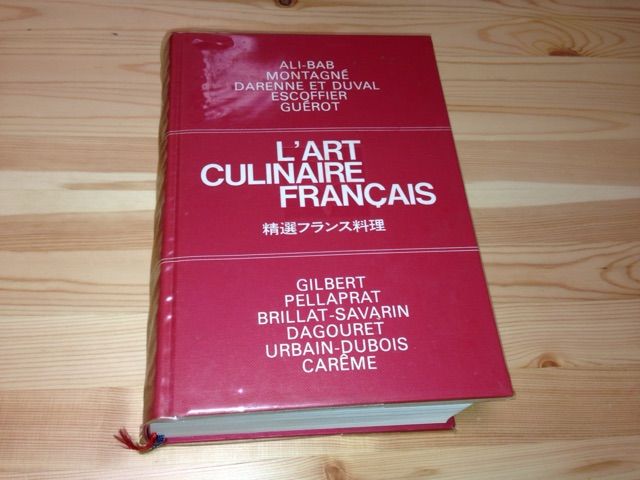 ALI-BAB
MONTAGNÉ
DARENNE ET DUVAL
ESCOFFIER
GUÉROT
L'ART
CULINAIRE
FRANÇAIS
精選フランス料理
GILBERT
PELLAPRAT
BRILLAT-SAVARIN
DAGOURET
URBAIN-DUBOIS
CARÊME